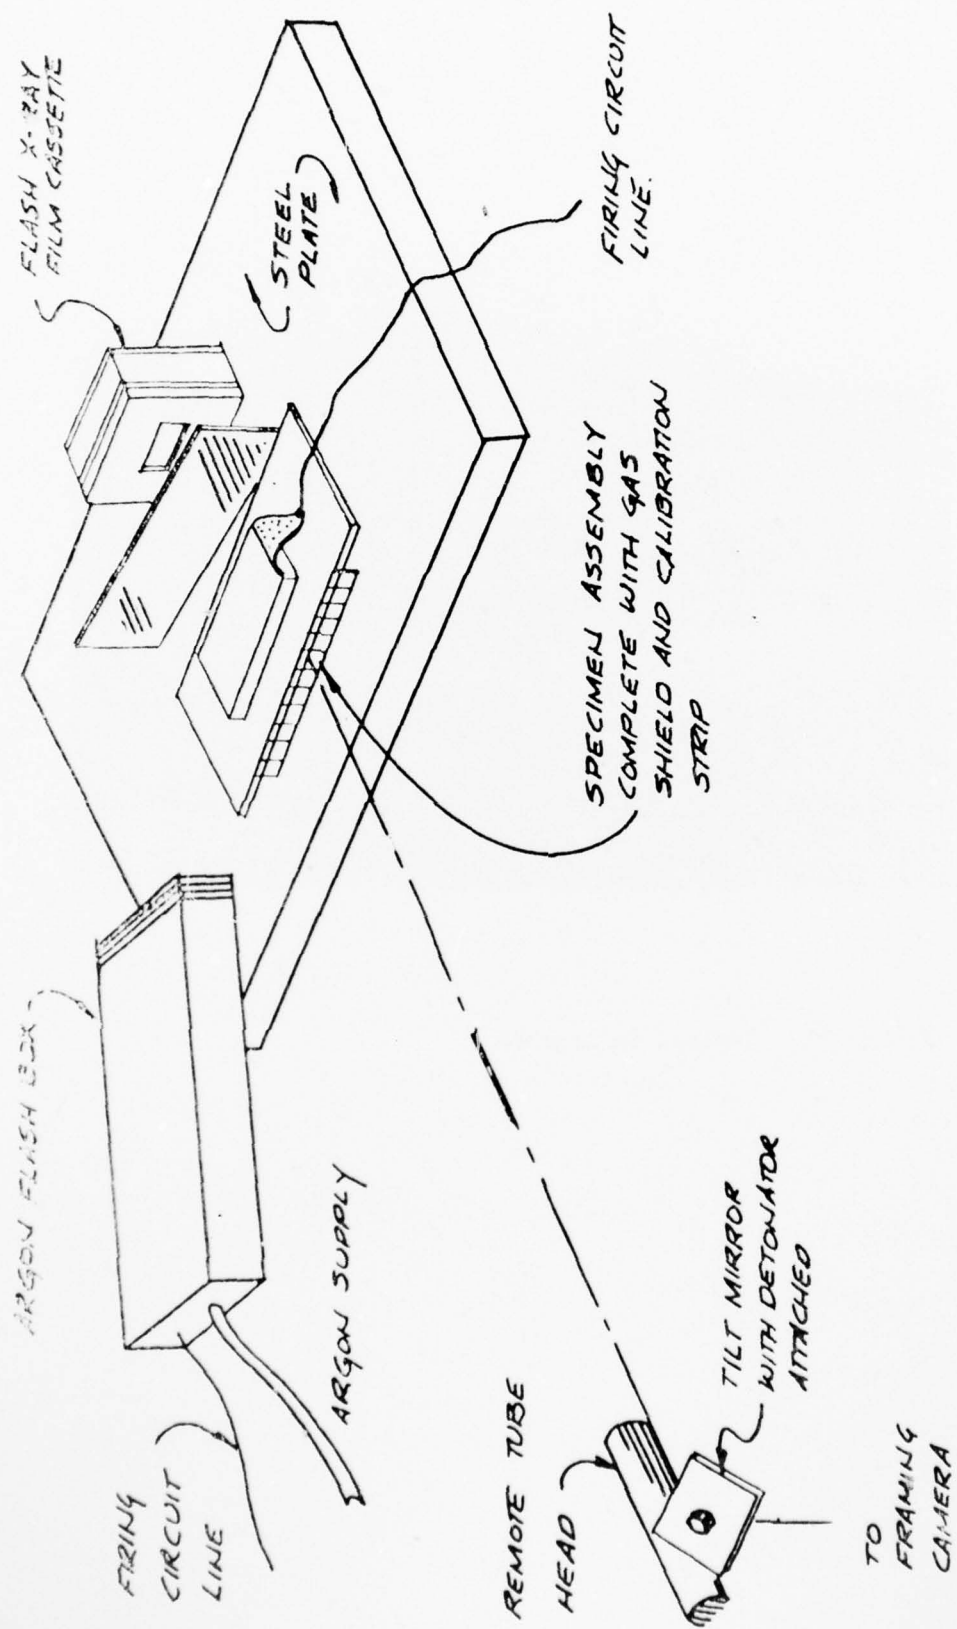 FLASH X-RAY
FILM CASSETTE
STEEL
PLATE
FIRING CIRCUIT
LINE.
ARGON FLASH BOX
SPECIMEN ASSEMBLY
COMPLETE WITH GAS
SHIELD AND CALIBRATION
STRIP
FIRING
CIRCUIT
LINE
ARGON SUPPLY
REMOTE TUBE
HEAD
TILT MIRROR
WITH DETONATOR
ATTACHED
TO
FRAMING
CAMERA